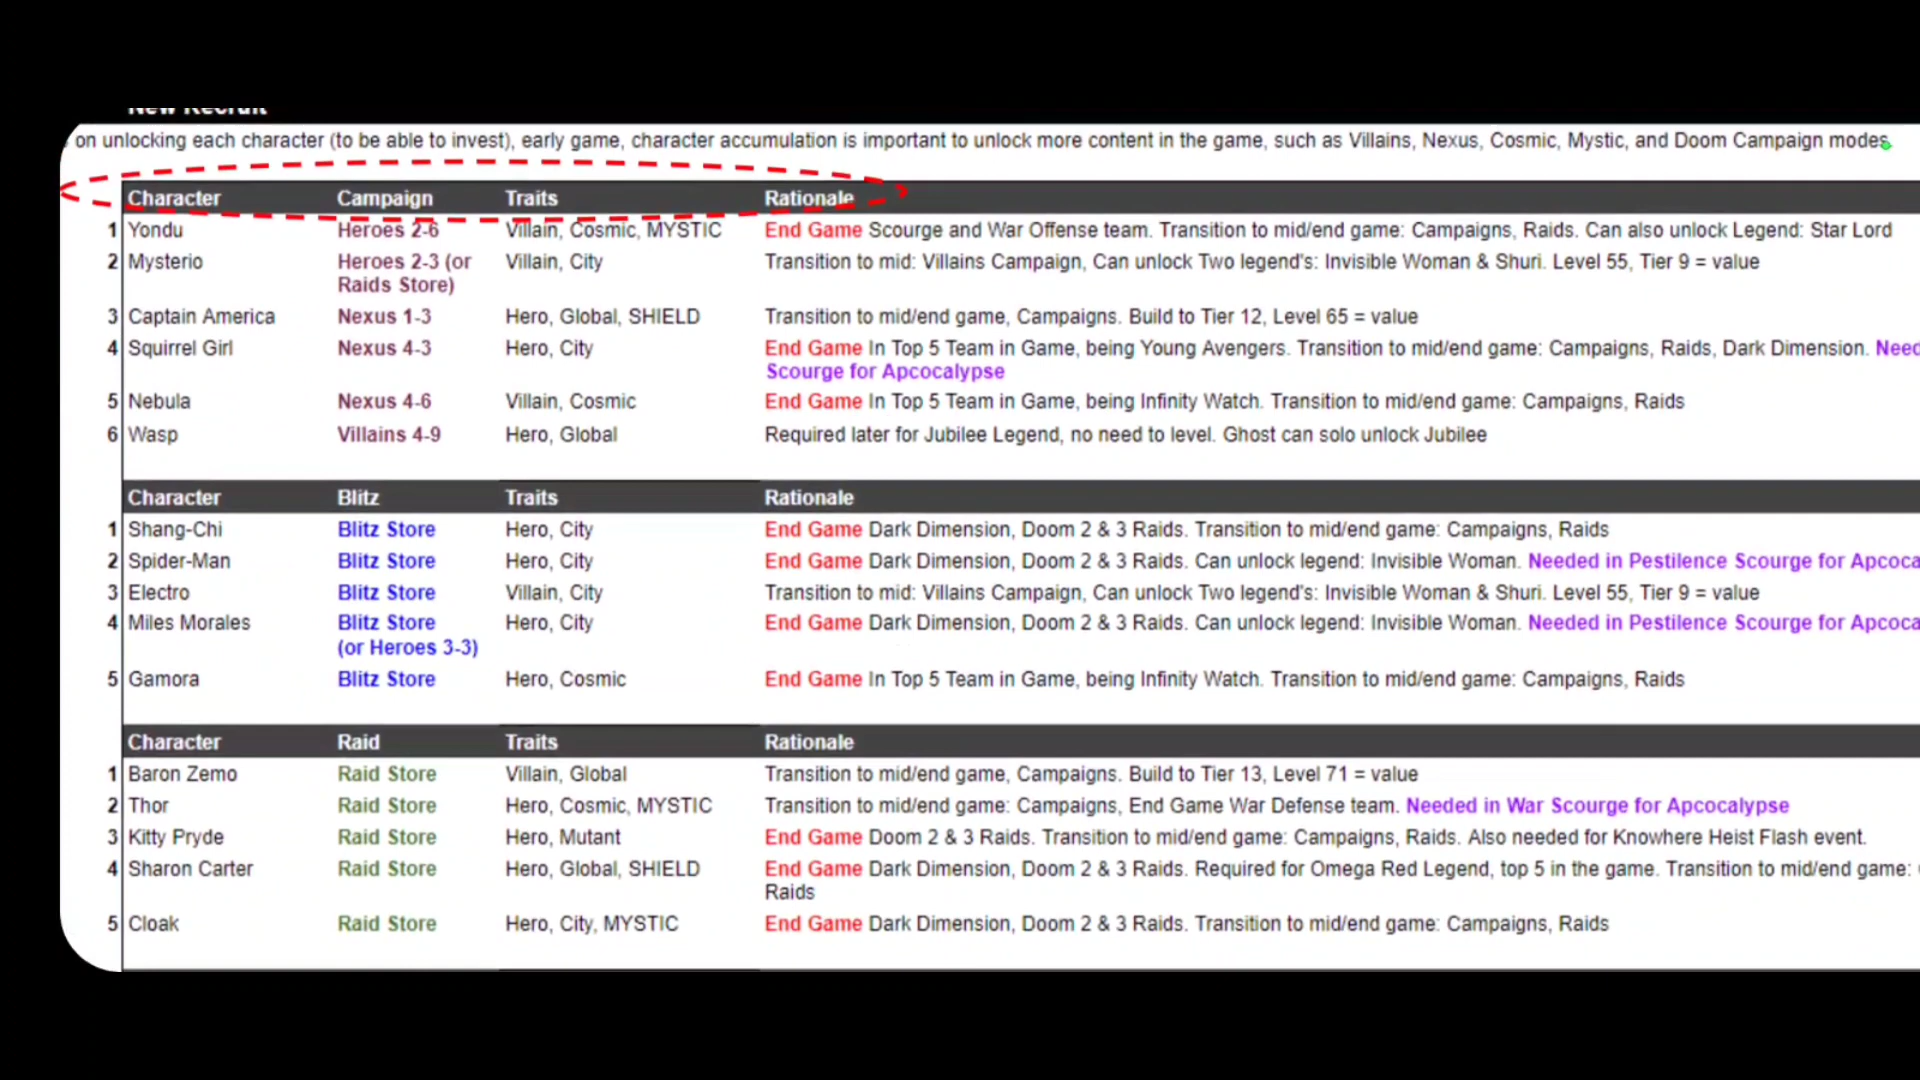 New Recruit
on unlocking each character (to be able to invest), early game, character accumulation is important to unlock more content in the game, such as Villains, Nexus, Cosmic, Mystic, and Doom Campaign modes.
Character Campaign Traits Rationale
1 Yondu Heroes 2-6 Villain, Cosmic, MYSTIC End Game Scourge and War Offense team. Transition to mid/end game: Campaigns, Raids. Can also unlock Legend: Star Lord
2 Mysterio Heroes 2-3 (or Villain, City Transition to mid: Villains Campaign, Can unlock Two legend's: Invisible Woman & Shuri. Level 55, Tier 9 = value
Raids Store)
3 Captain America Nexus 1-3 Hero, Global, SHIELD Transition to mid/end game, Campaigns. Build to Tier 12, Level 65 = value
4 Squirrel Girl Nexus 4-3 Hero, City End Game In Top 5 Team in Game, being Young Avengers. Transition to mid/end game: Campaigns, Raids, Dark Dimension.
Scourge for Apcocalypse
5 Nebula Nexus 4-6 Villain, Cosmic End Game In Top 5 Team in Game, being Infinity Watch. Transition to mid/end game: Campaigns, Raids
6 Wasp Villains 4-9 Hero, Global Required later for Jubilee Legend, no need to level. Ghost can solo unlock Jubilee
Character Blitz Traits Rationale
1 Shang-Chi Blitz Store Hero, City End Game Dark Dimension, Doom 2 & 3 Raids. Transition to mid/end game: Campaigns, Raids
2 Spider-Man Blitz Store Hero, City End Game Dark Dimension, Doom 2 & 3 Raids. Can unlock legend: Invisible Woman. Needed in Pestilence Scourge for
3 Electro Blitz Store Villain, City Transition to mid: Villains Campaign, Can unlock Two legend's: Invisible Woman & Shuri. Level 55, Tier 9 = value
4 Miles Morales Blitz Store Hero, City End Game Dark Dimension, Doom 2 & 3 Raids. Can unlock legend: Invisible Woman. Needed in Pestilence Scourge for
(or Heroes 3-3)
5 Gamora Blitz Store Hero, Cosmic End Game In Top 5 Team in Game, being Infinity Watch. Transition to mid/end game: Campaigns, Raids
Character Raid Traits Rationale
1 Baron Zemo Raid Store Villain, Global Transition to mid/end game, Campaigns. Build to Tier 13, Level 71 = value
2 Thor Raid Store Hero, Cosmic, MYSTIC Transition to mid/end game: Campaigns, End Game War Defense team. Needed in War Scourge for Apcocalypse
3 Kitty Pryde Raid Store Hero, Mutant End Game Doom 2 & 3 Raids. Transition to mid/end game: Campaigns, Raids. Also needed for Knowhere Heist Flash event.
4 Sharon Carter Raid Store Hero, Global, SHIELD End Game Dark Dimension, Doom 2 & 3 Raids. Required for Omega Red Legend, top 5 in the game. Transition to mid/end game:
Raids
5 Cloak Raid Store Hero, City, MYSTIC End Game Dark Dimension, Doom 2 & 3 Raids. Transition to mid/end game: Campaigns, Raids